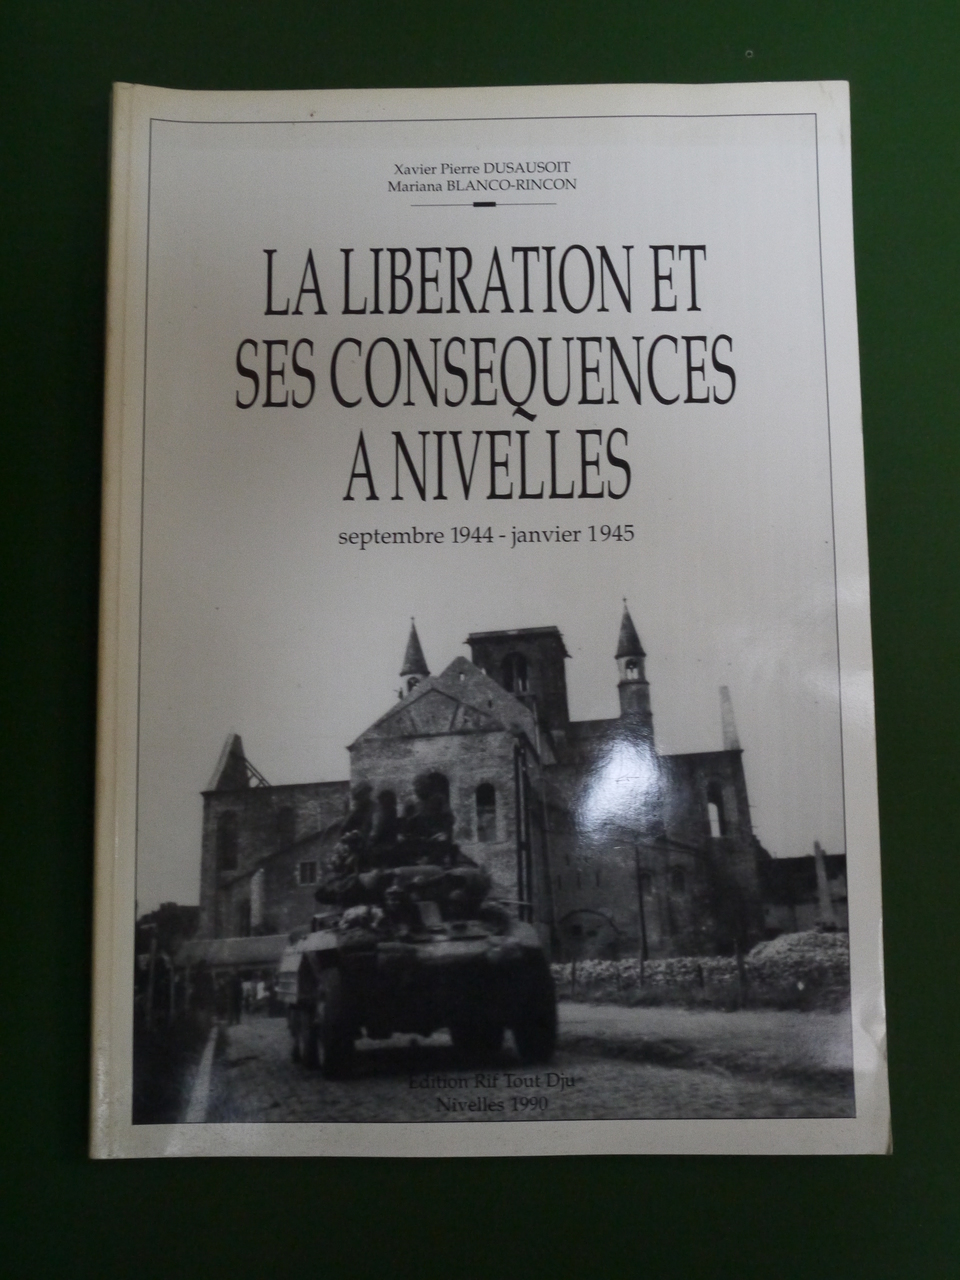 Xavier Pierre DUSAUSOIT
Mariana BLANCO-RINCON
LA LIBERATION ET
SES CONSEQUENCES
A NIVELLES
septembre 1944 - janvier 1945
Edition Rif Tout Dju
Nivelles 1990